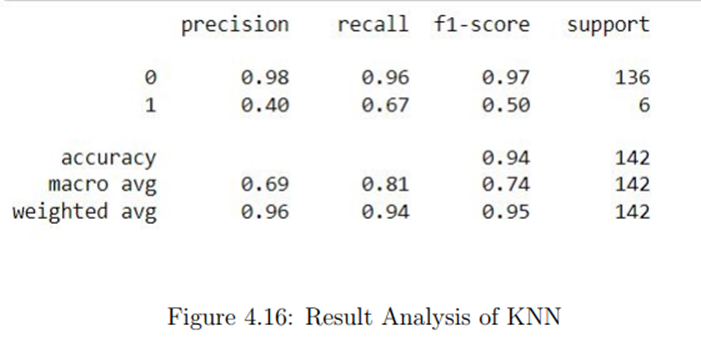 precision recall f1-score support
0 0.98 0.96 0.97 136
1 0.40 0.67 0.50 6
accuracy 0.94 142
macro avg 0.69 0.81 0.74 142
weighted avg 0.96 0.94 0.95 142
Figure 4.16: Result Analysis of KNN